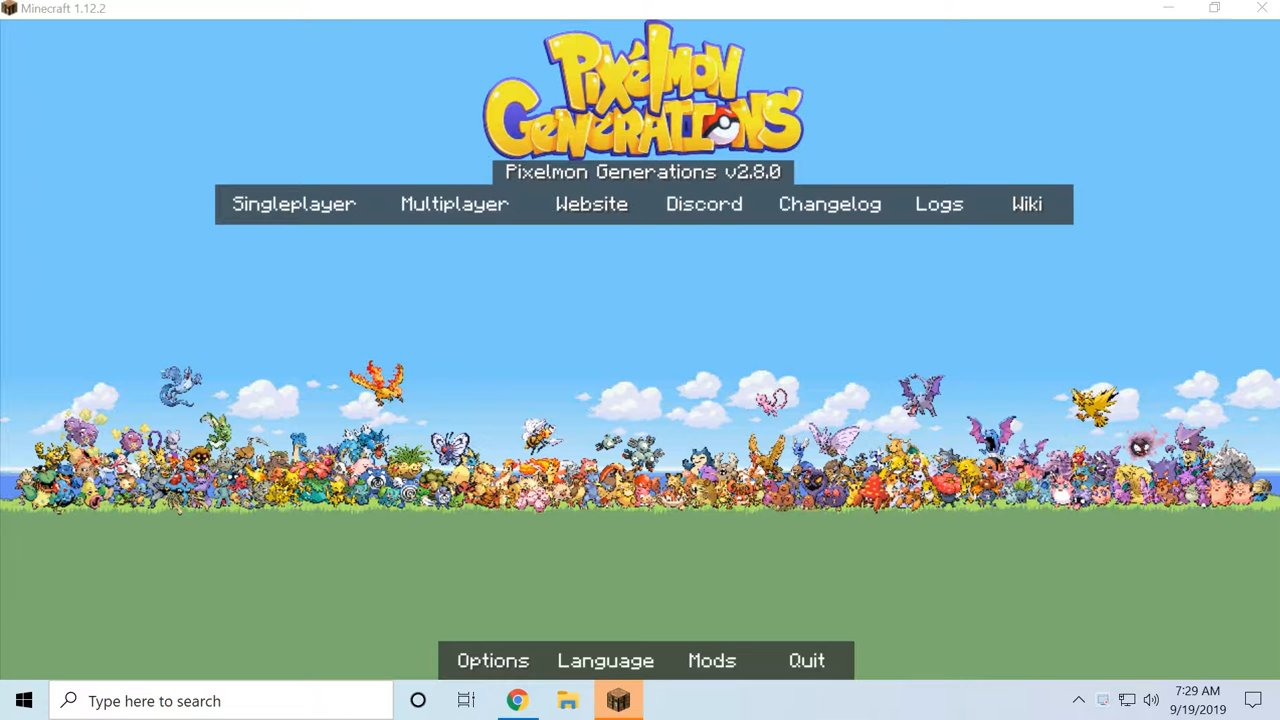 Minecraft 1.12.2
Pixélmon
Generations
Pixelmon Generations v2.8.0
Singleplayer Multiplayer Website Discord Changelog Logs Wiki
Options Language Mods Quit
Type here to search
7:29 AM
9/19/2019